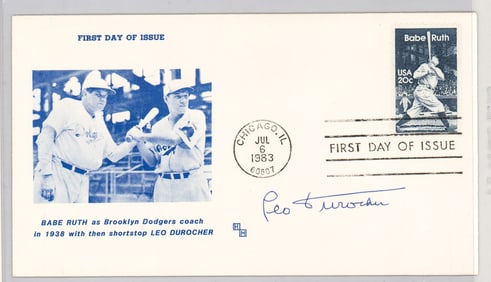 FIRST DAY OF ISSUE
Babe Ruth
USA
20c
Dodgers
CHICAGO, IL
JUL
6
1983
60607
FIRST DAY OF ISSUE
Leo Durocher
BABE RUTH as Brooklyn Dodgers coach
in 1938 with then shortstop LEO DUROCHER